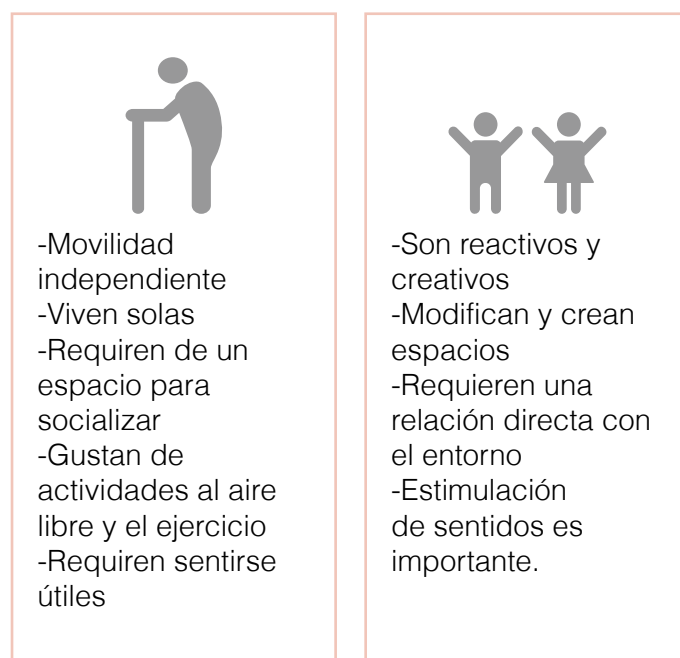 -Movilidad
independiente
-Viven solas
-Requiren de un
espacio para
socializar
-Gustan de
actividades al aire
libre y el ejercicio
-Requiren sentirse
útiles
-Son reactivos y
creativos
-Modifican y crean
espacios
-Requieren una
relación directa con
el entorno
-Estimulación
de sentidos es
importante.